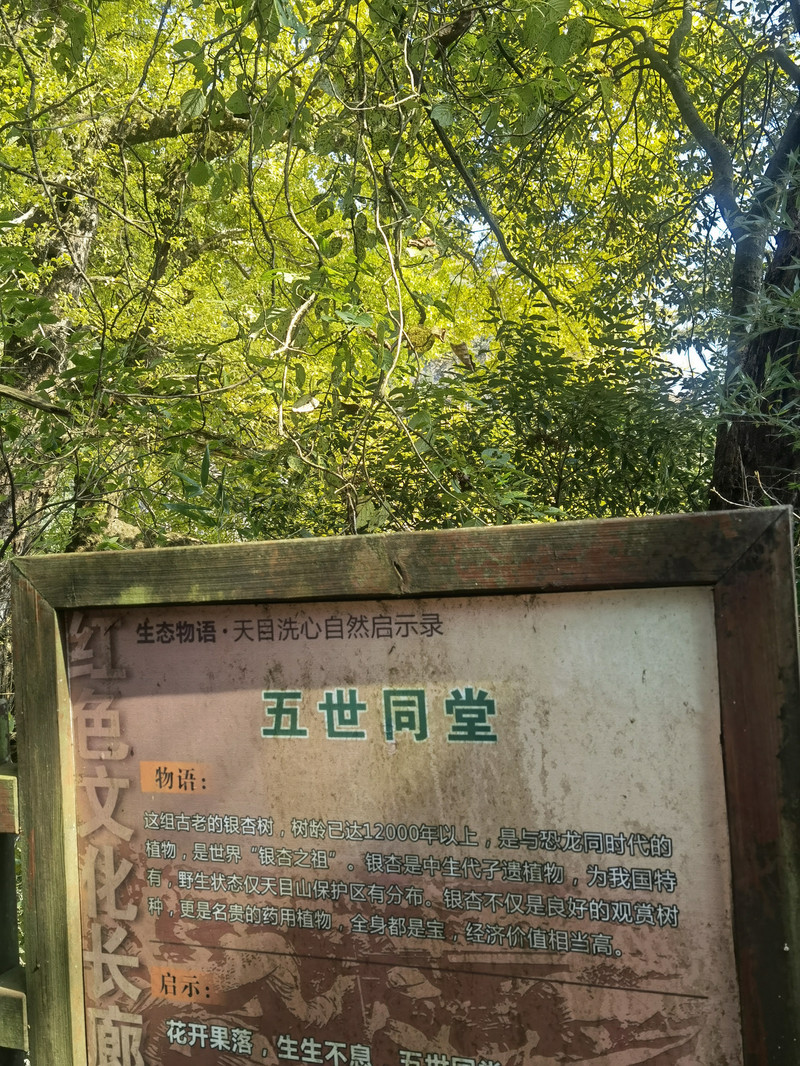 红色文化长廊
生态物语·天目洗心自然启示录
五世同堂
物语：
这组古老的银杏树，树龄已达12000年以上，是与恐龙同时代的
植物，是世界“银杏之祖”。银杏是中生代孑遗植物，为我国特
有，野生状态仅天目山保护区有分布。银杏不仅是良好的观赏树
种，更是名贵的药用植物，全身都是宝，经济价值相当高。
启示：
花开果落，生生不息，五世同堂